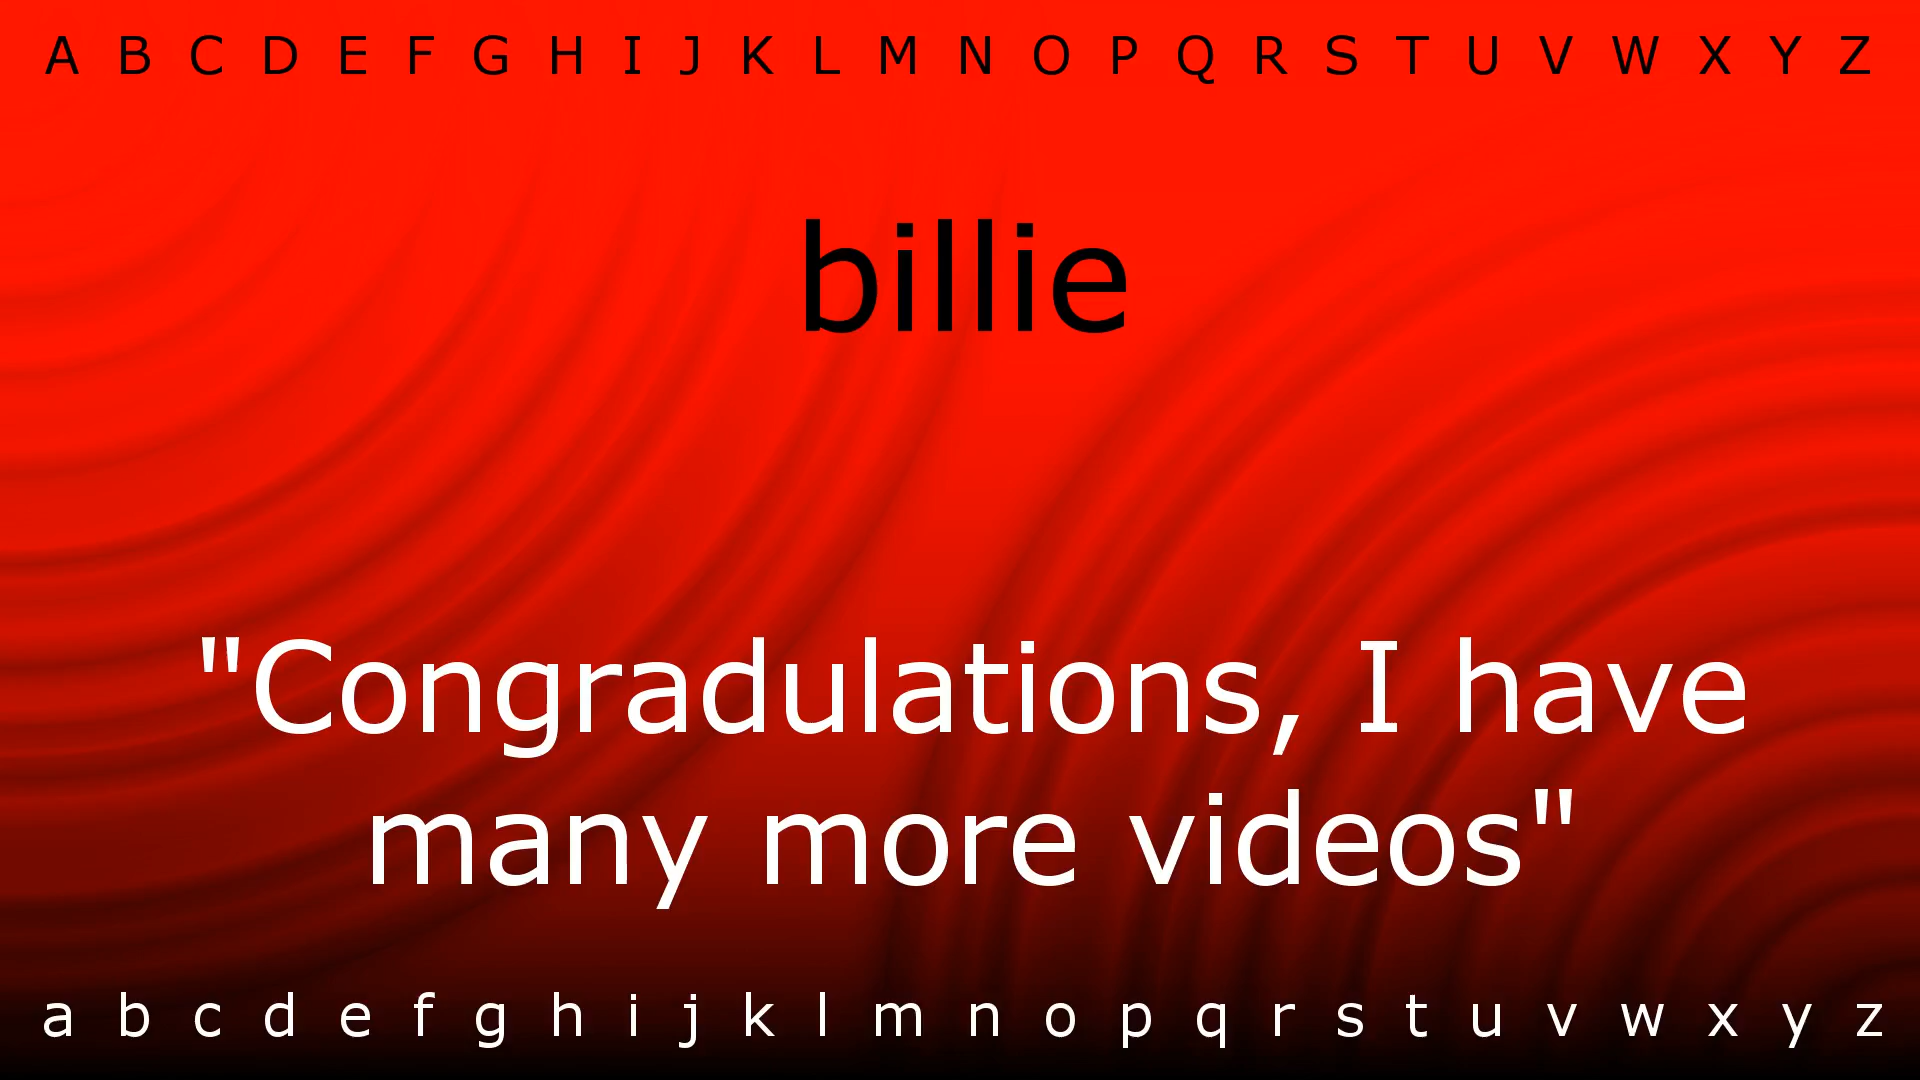 A B C D E F G H I J K L M N O P Q R S T U V W X Y Z
billie
"Congradulations, I have
many more videos"
a b c d e f g h i j k l m n o p q r s t u v w x y z